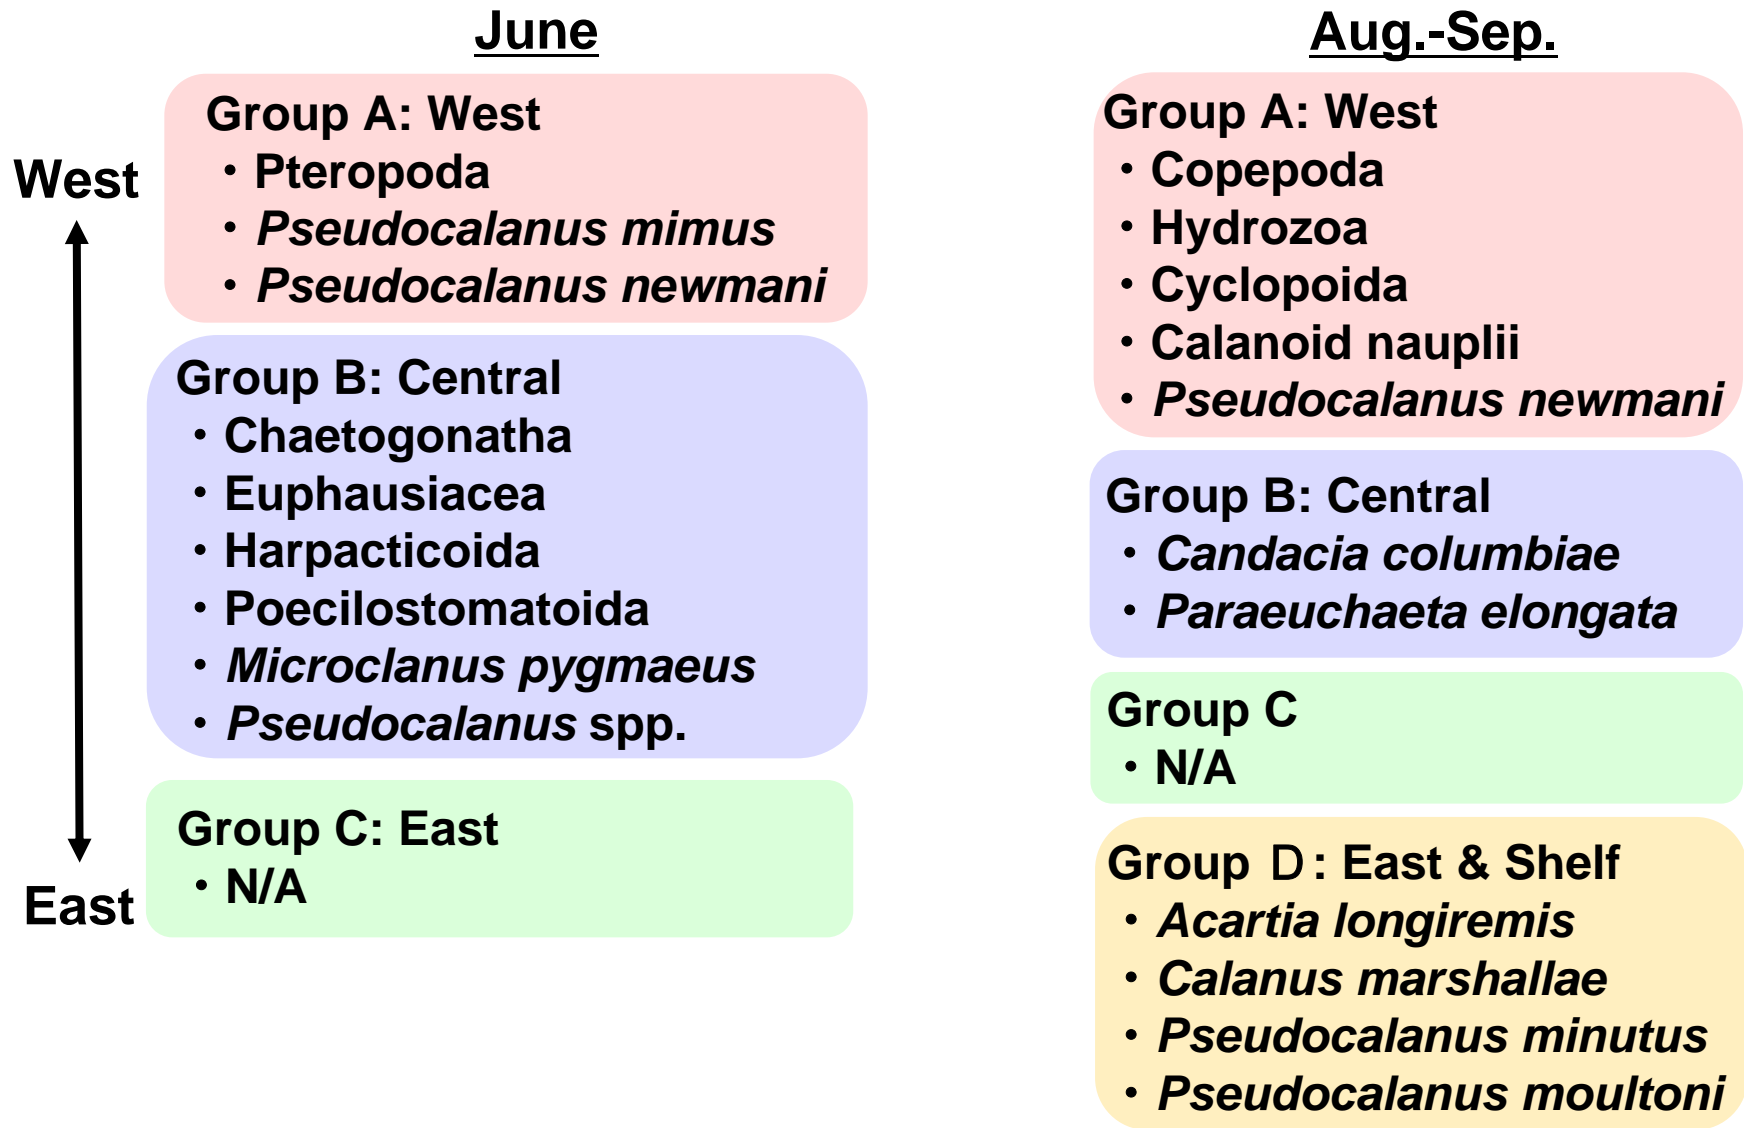 June
Group A: West
・Pteropoda
・Pseudocalanus mimus
・Pseudocalanus newmani
Group B: Central
・Chaetogonatha
・Euphausiacea
・Harpacticoida
・Poecilostomatoida
・Microclanus pygmaeus
・Pseudocalanus spp.
Group C: East
・N/A
West
East
Aug.-Sep.
Group A: West
・Copepoda
・Hydrozoa
・Cyclopoida
・Calanoid nauplii
・Pseudocalanus newmani
Group B: Central
・Candacia columbiae
・Paraeuchaeta elongata
Group C
・N/A
Group D: East & Shelf
・Acartia longiremis
・Calanus marshallae
・Pseudocalanus minutus
・Pseudocalanus moultoni